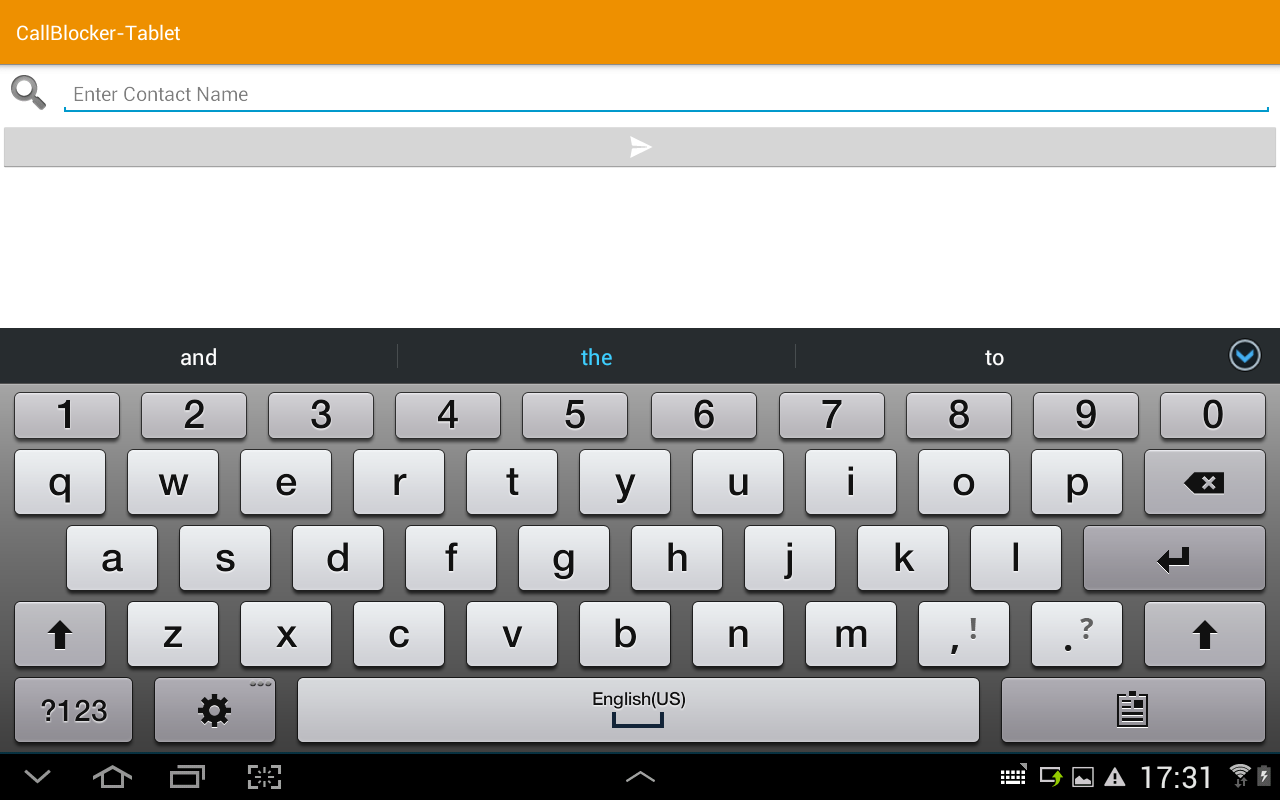 CallBlocker-Tablet
Enter Contact Name
and the to
1 2 3 4 5 6 7 8 9 0
q w e r t y u i o p
a s d f g h j k l
z x c v b n m , ! . ?
?123 English(US)
17:31